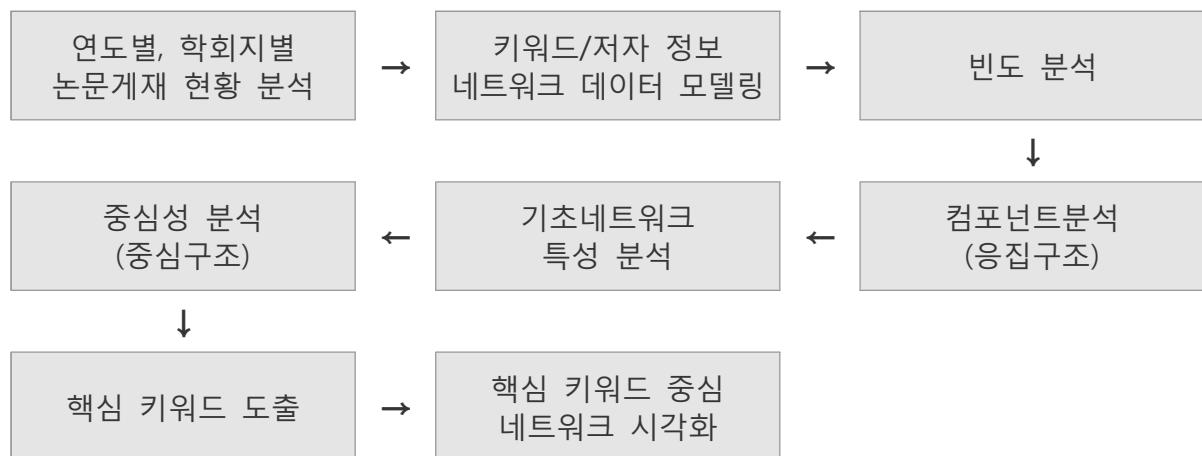 연도별, 학회지별
논문게재 현황 분석
→
키워드/저자 정보
네트워크 데이터 모델링
→
빈도 분석
↓
컴포넌트분석
(응집구조)
←
기초네트워크
특성 분석
←
중심성 분석
(중심구조)
↓
핵심 키워드 도출
→
핵심 키워드 중심
네트워크 시각화